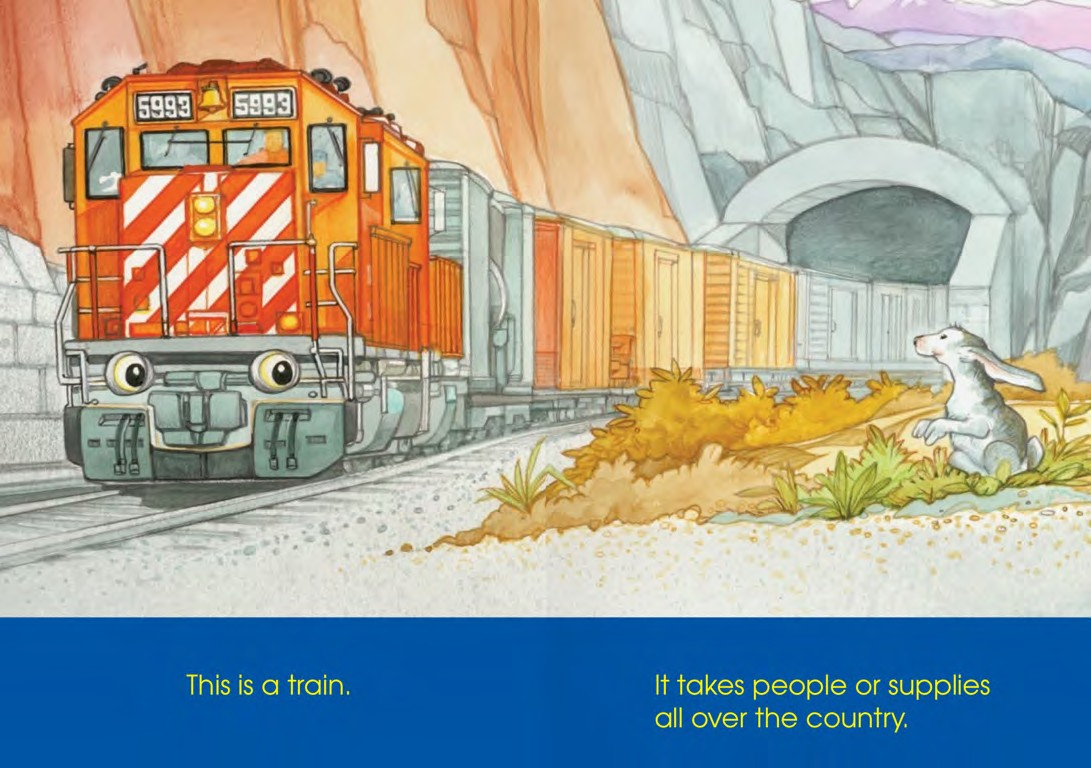 5993 5993
This is a train.
It takes people or supplies
all over the country.